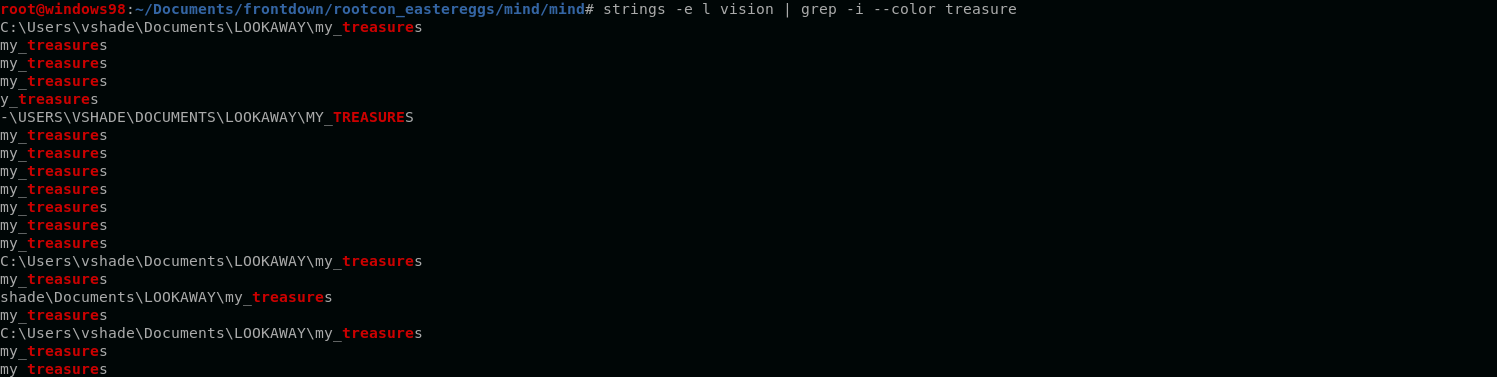 root@windows98:~/Documents/frontdown/rootcon_eastereggs/mind/mind# strings -e l vision | grep -i --color treasure
C:\Users\vshade\Documents\LOOKAWAY\my_treasures
my_treasures
my_treasures
my_treasures
y_treasures
-\USERS\VSHADE\DOCUMENTS\LOOKAWAY\MY_TREASURES
my_treasures
my_treasures
my_treasures
my_treasures
my_treasures
my_treasures
my_treasures
C:\Users\vshade\Documents\LOOKAWAY\my_treasures
my_treasures
shade\Documents\LOOKAWAY\my_treasures
my_treasures
C:\Users\vshade\Documents\LOOKAWAY\my_treasures
my_treasures
my_treasures